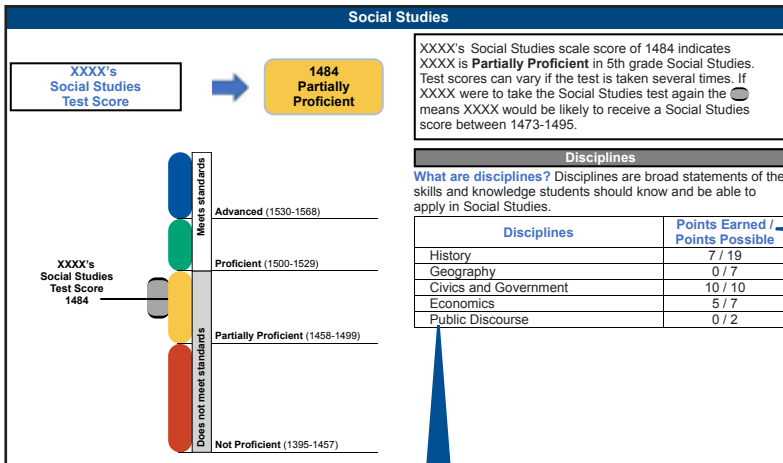 Social Studies
XXXX's
Social Studies
Test Score
1484
Partially
Proficient
XXXX's Social Studies scale score of 1484 indicates
XXXX is Partially Proficient in 5th grade Social Studies.
Test scores can vary if the test is taken several times. If
XXXX were to take the Social Studies test again the
means XXXX would be likely to receive a Social Studies
score between 1473-1495.
Meets standards
Advanced (1530-1568)
Proficient (1500-1529)
XXXX's
Social Studies
Test Score
1484
Does not meet standards
Partially Proficient (1458-1499)
Not Proficient (1395-1457)
Disciplines
What are disciplines? Disciplines are broad statements of the
skills and knowledge students should know and be able to
apply in Social Studies.
Disciplines
Points Earned /
Points Possible
History 7 / 19
Geography 0 / 7
Civics and Government 10 / 10
Economics 5 / 7
Public Discourse 0 / 2